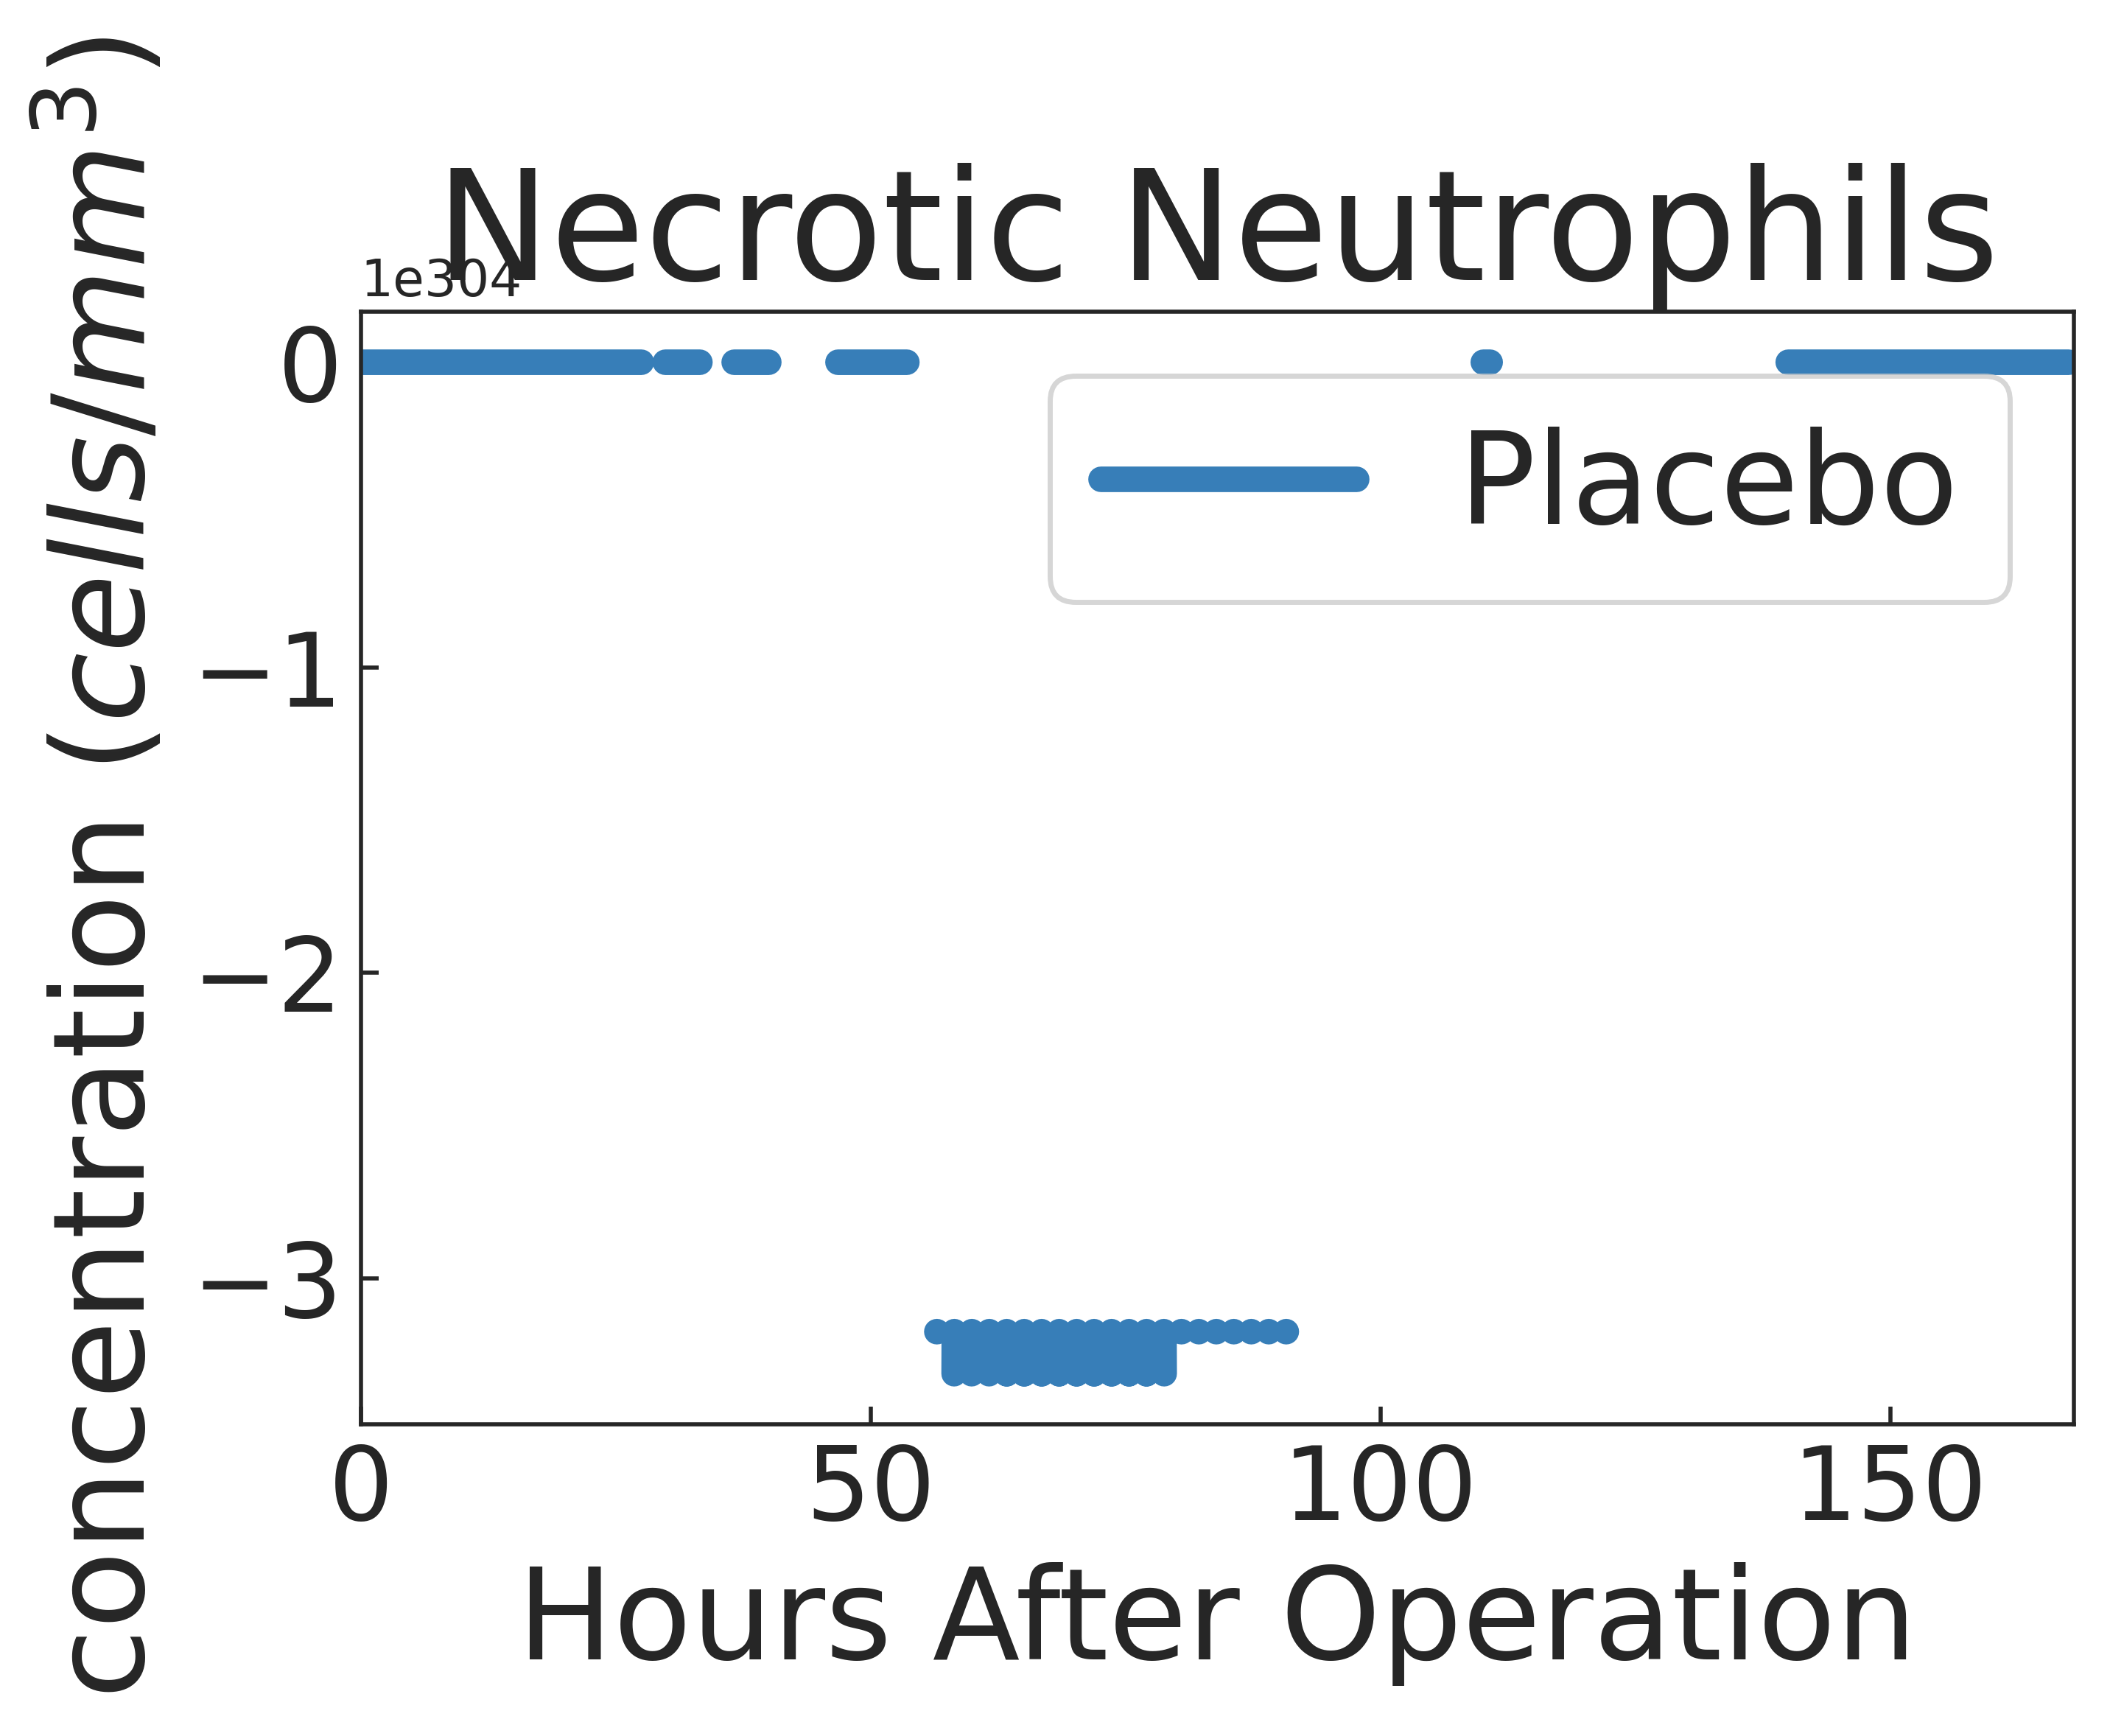 Necrotic Neutrophils
1e304
concentration (cells/mm³)
0
−1
−2
−3
Placebo
0 50 100 150
Hours After Operation